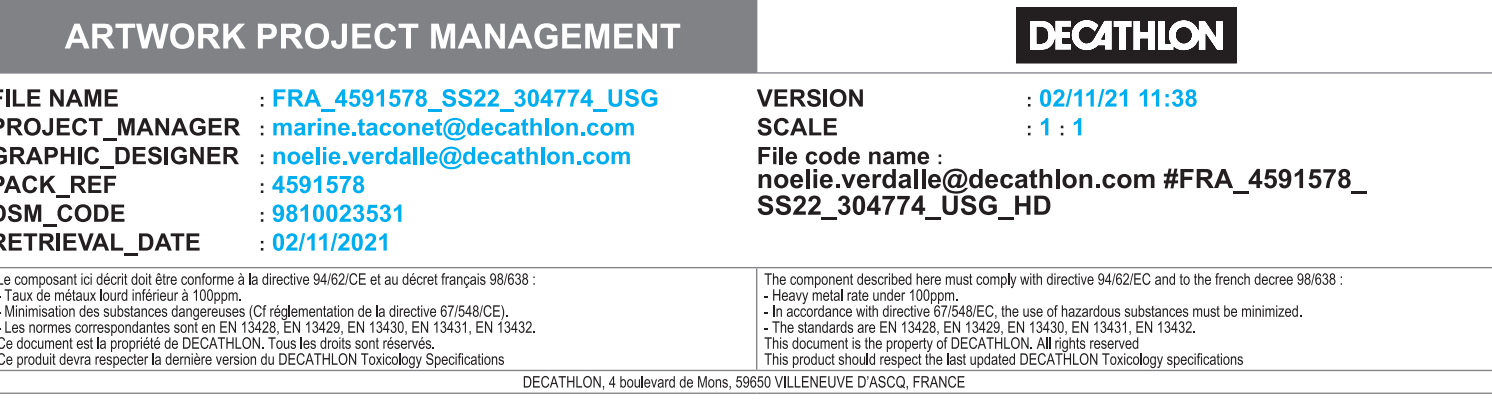 ARTWORK PROJECT MANAGEMENT
DECATHLON
FILE NAME : FRA_4591578_SS22_304774_USG
PROJECT_MANAGER : marine.taconet@decathlon.com
GRAPHIC_DESIGNER : noelie.verdalle@decathlon.com
PACK_REF : 4591578
DSM_CODE : 9810023531
RETRIEVAL_DATE : 02/11/2021
VERSION : 02/11/21 11:38
SCALE : 1 : 1
File code name :
noelie.verdalle@decathlon.com #FRA_4591578_
SS22_304774_USG_HD
Le composant ici décrit doit être conforme à la directive 94/62/CE et au décret français 98/638 :
- Taux de métaux lourd inférieur à 100ppm.
- Minimisation des substances dangereuses (Cf réglementation de la directive 67/548/CE).
- Les normes correspondantes sont en EN 13428, EN 13429, EN 13430, EN 13431, EN 13432.
Ce document est la propriété de DECATHLON. Tous les droits sont réservés.
Ce produit devra respecter la dernière version du DECATHLON Toxicology Specifications
The component described here must comply with directive 94/62/EC and to the french decree 98/638 :
- Heavy metal rate under 100ppm.
- In accordance with directive 67/548/EC, the use of hazardous substances must be minimized.
- The standards are EN 13428, EN 13429, EN 13430, EN 13431, EN 13432.
This document is the property of DECATHLON. All rights reserved
This product should respect the last updated DECATHLON Toxicology specifications
DECATHLON, 4 boulevard de Mons, 59650 VILLENEUVE D'ASCQ, FRANCE